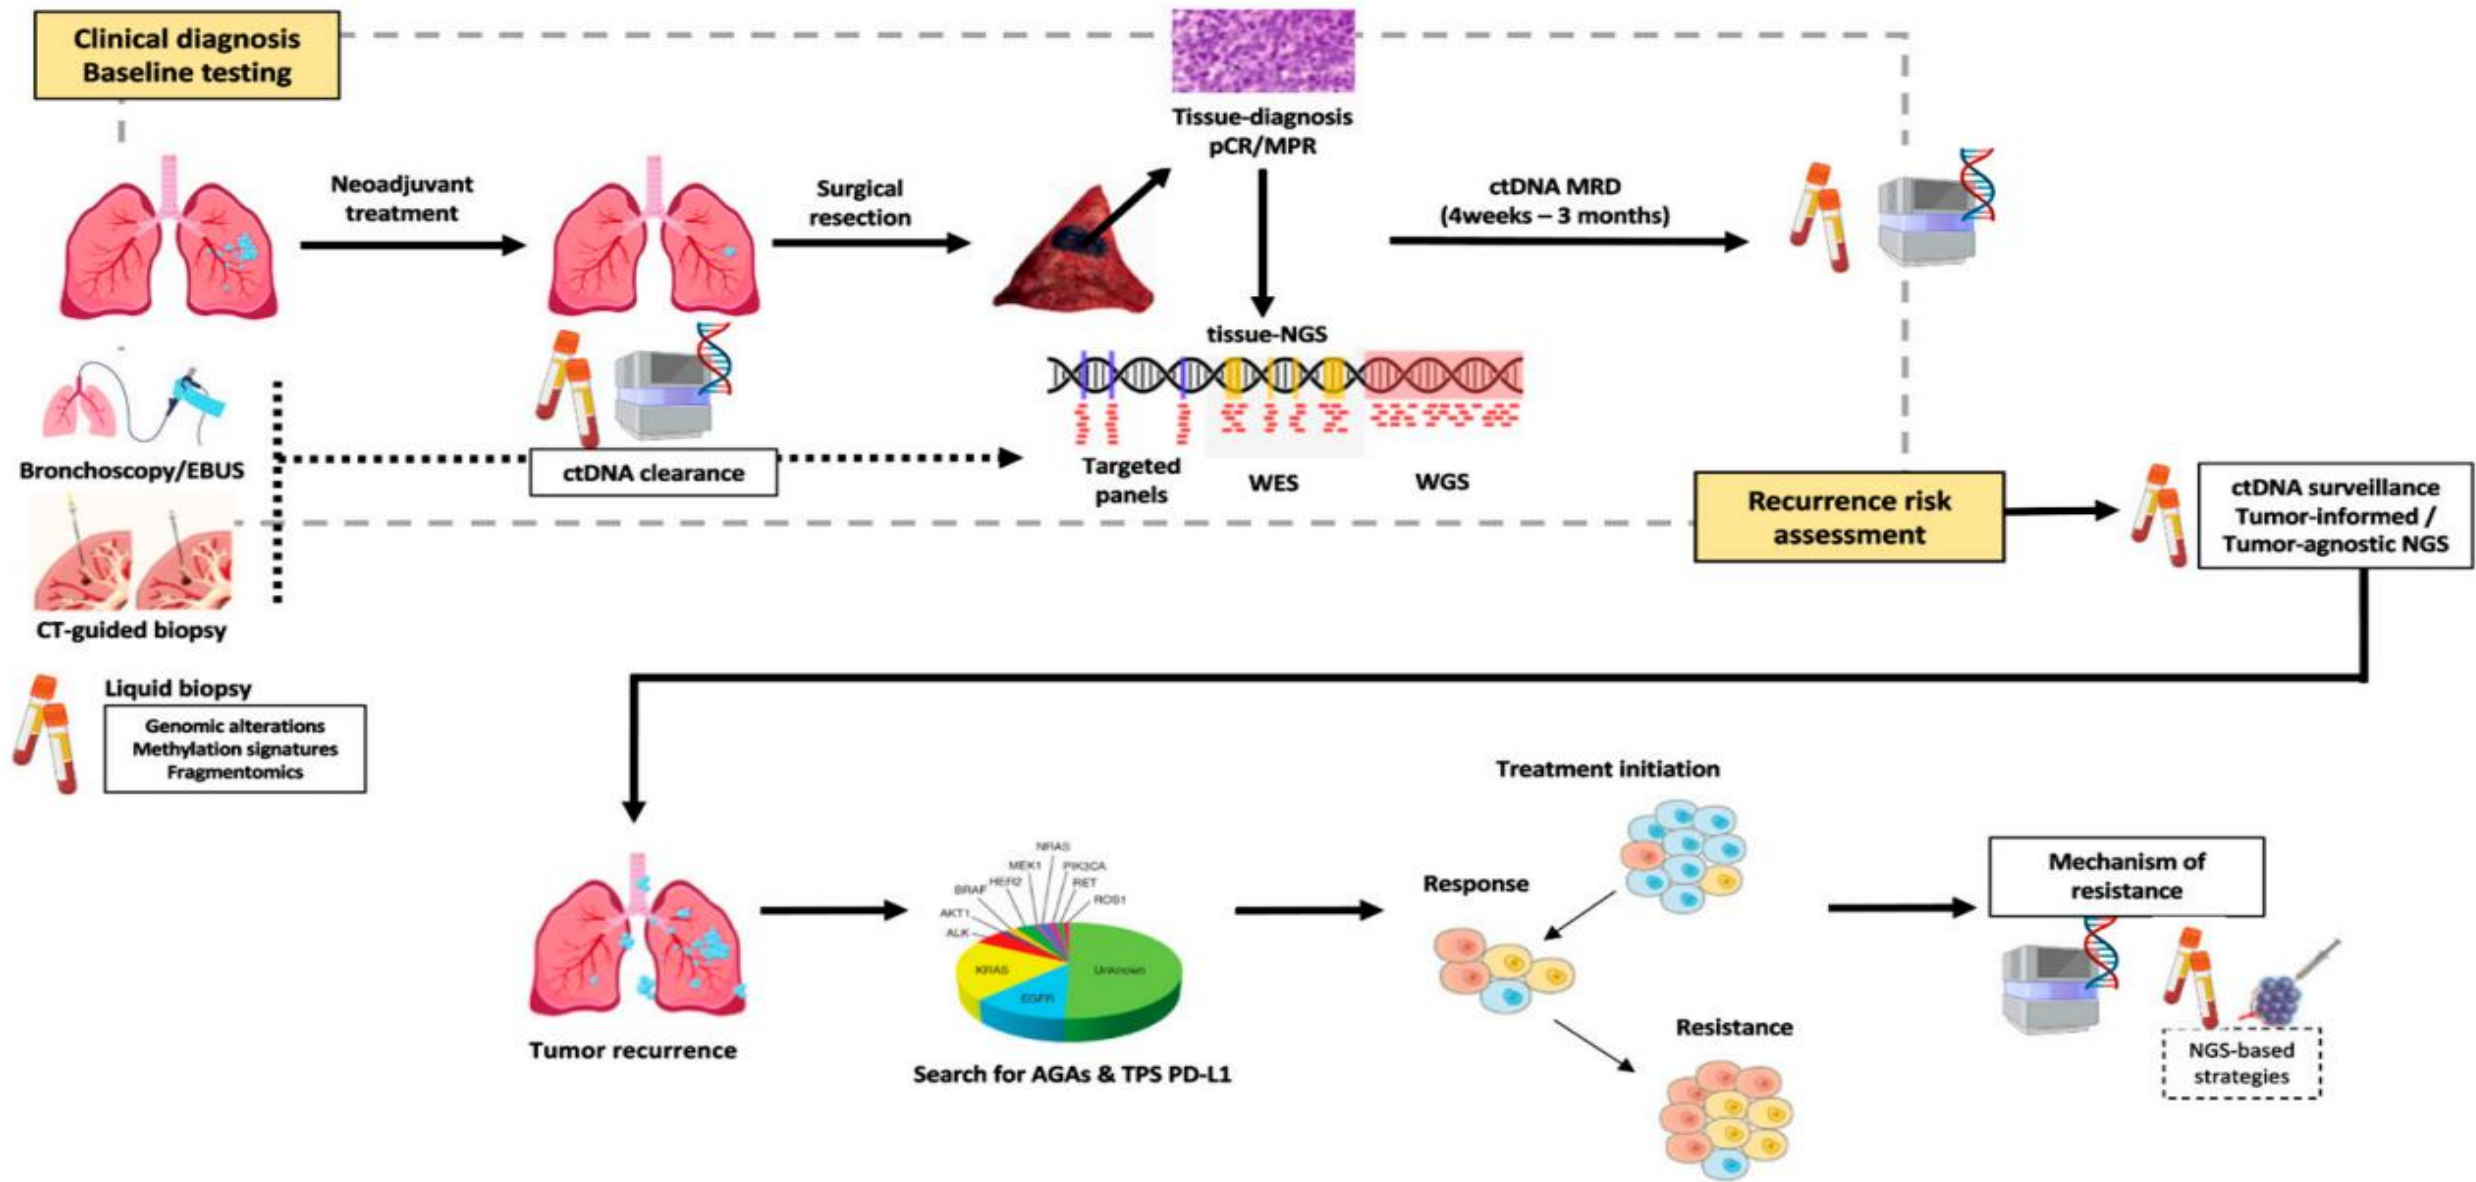 Clinical diagnosis
Baseline testing
Tissue-diagnosis
pCR/MPR
Neoadjuvant
treatment
Surgical
resection
ctDNA MRD
(4weeks – 3 months)
tissue-NGS
Bronchoscopy/EBUS
ctDNA clearance
Targeted
panels
WES
WGS
Recurrence risk
assessment
ctDNA surveillance
Tumor-informed /
Tumor-agnostic NGS
CT-guided biopsy
Liquid biopsy
Genomic alterations
Methylation signatures
Fragmentomics
Tumor recurrence
NRAS
MEK1
PIK3CA
HER2
RET
BRAF
ROS1
AKT1
ALK
KRAS
Unknown
EGFR
Search for AGAs & TPS PD-L1
Treatment initiation
Response
Resistance
Mechanism of
resistance
NGS-based
strategies